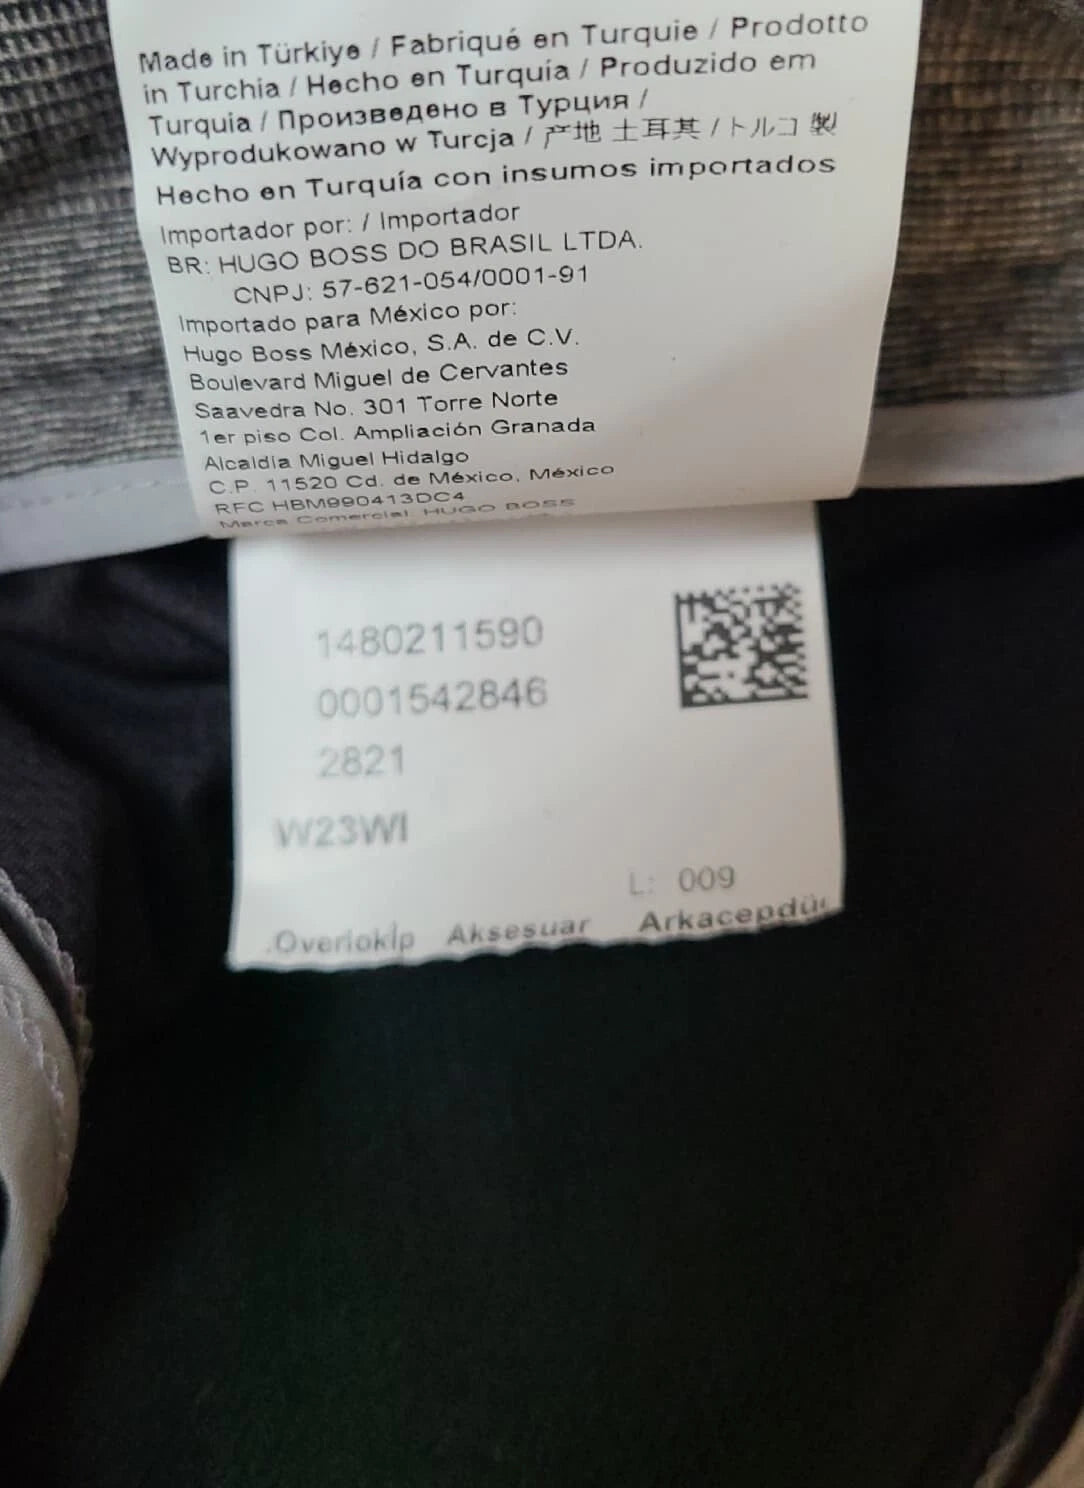 Made in Türkiye / Fabriqué en Turquie / Prodotto
in Turchia / Hecho en Turquía / Produzido em
Turquia / Произведено в Турция /
Wyprodukowano w Turcja / 产地 土耳其 / トルコ 製
Hecho en Turquía con insumos importados
Importador por: / Importador
BR: HUGO BOSS DO BRASIL LTDA.
CNPJ: 57-621-054/0001-91
Importado para México por:
Hugo Boss México, S.A. de C.V.
Boulevard Miguel de Cervantes
Saavedra No. 301 Torre Norte
1er piso Col. Ampliación Granada
Alcaldía Miguel Hidalgo
C.P. 11520 Cd. de México, México
RFC HBM990413DC4
Marca Comercial HUGO BOSS
1480211590
0001542846
2821
W23WI
L: 009
Overlokip Aksesuar